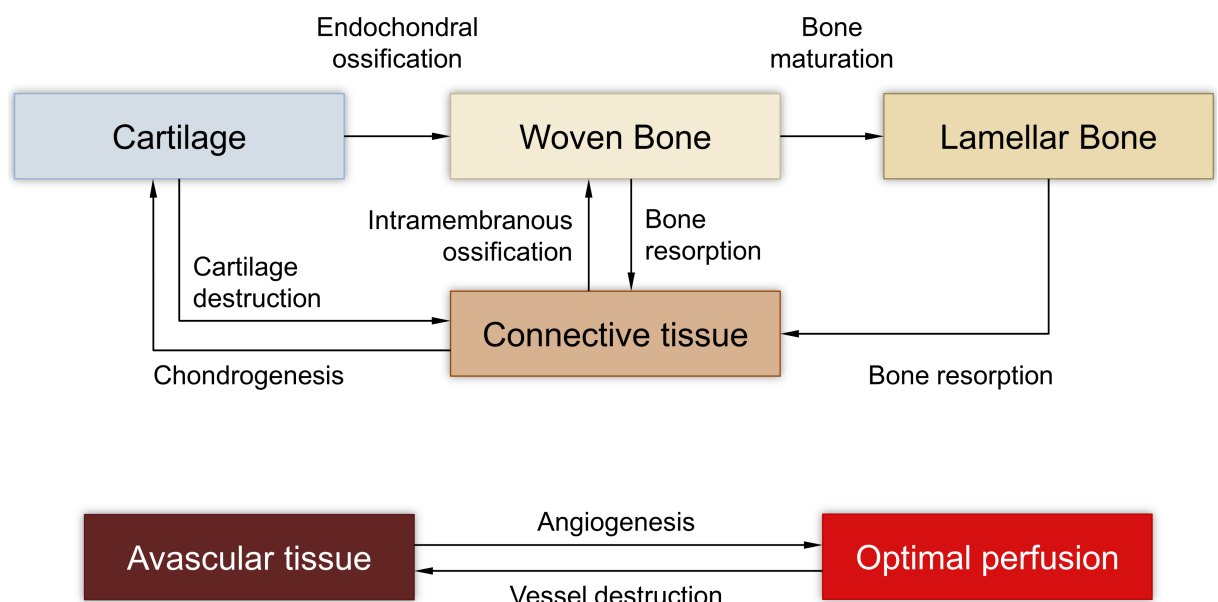 Endochondral
ossification
Bone
maturation
Cartilage
Woven Bone
Lamellar Bone
Intramembranous
ossification
Bone
resorption
Cartilage
destruction
Connective tissue
Chondrogenesis
Bone resorption
Angiogenesis
Avascular tissue
Optimal perfusion
Vessel destruction